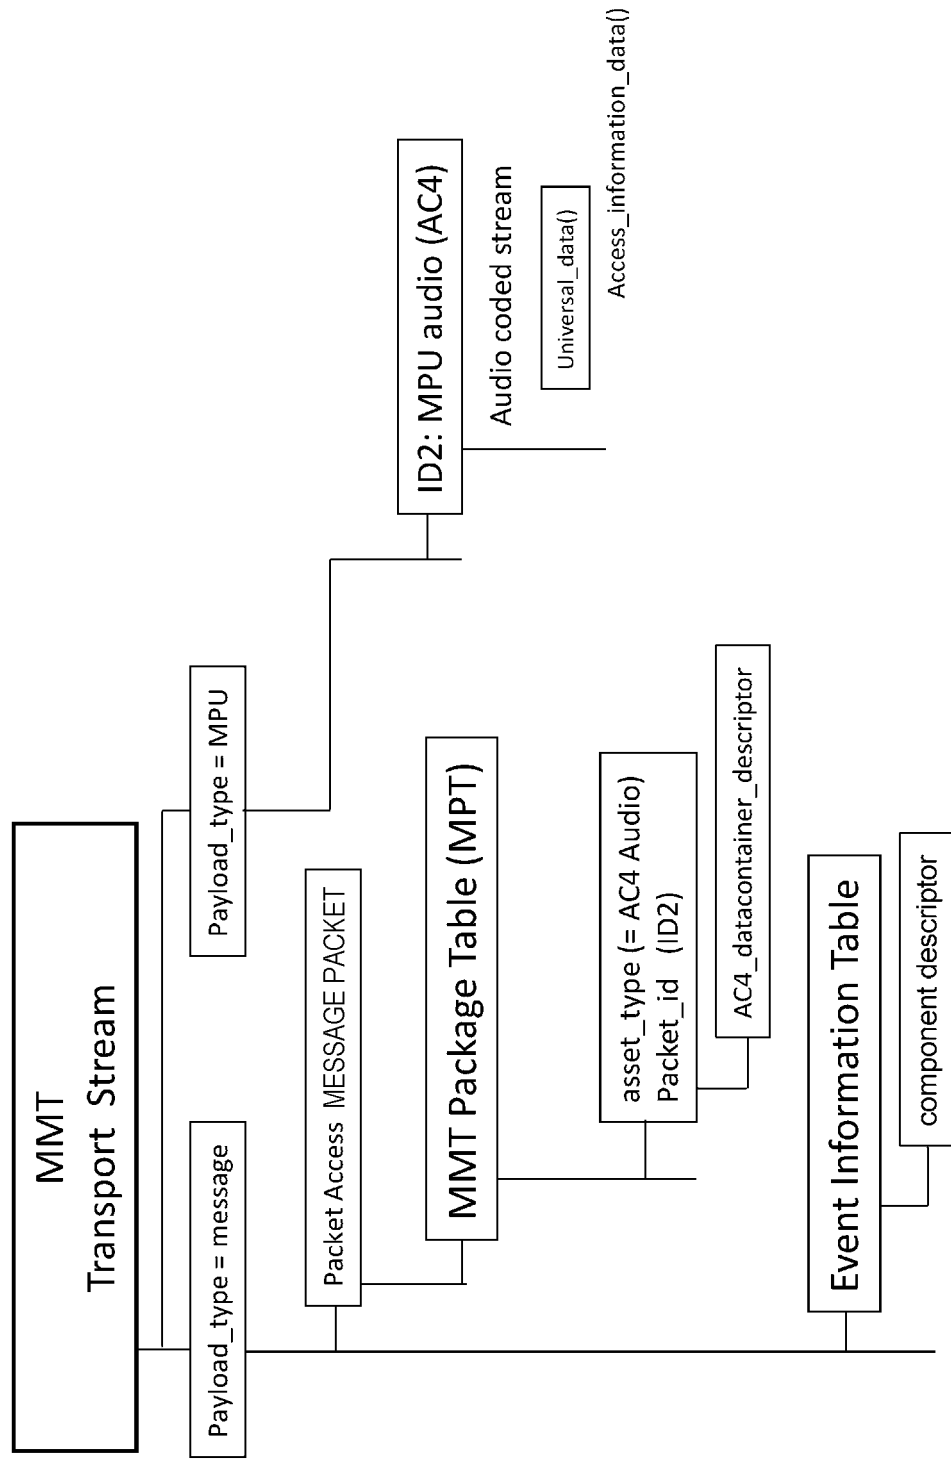 MMT
Transport Stream
Payload_type = message
Payload_type = MPU
Packet Access MESSAGE PACKET
MMT Package Table (MPT)
asset_type (= AC4 Audio)
Packet_id (ID2)
AC4_datacontainer_descriptor
Event Information Table
component descriptor
ID2: MPU audio (AC4)
Audio coded stream
Universal_data()
Access_information_data()